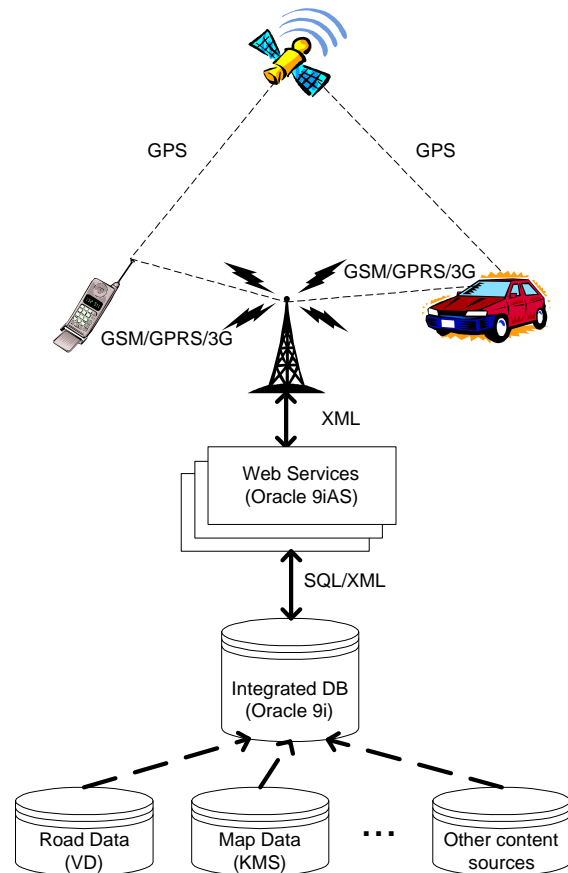 GPS
GPS
GSM/GPRS/3G
GSM/GPRS/3G
XML
Web Services
(Oracle 9iAS)
SQL/XML
Integrated DB
(Oracle 9i)
Road Data
(VD)
Map Data
(KMS)
...
Other content
sources